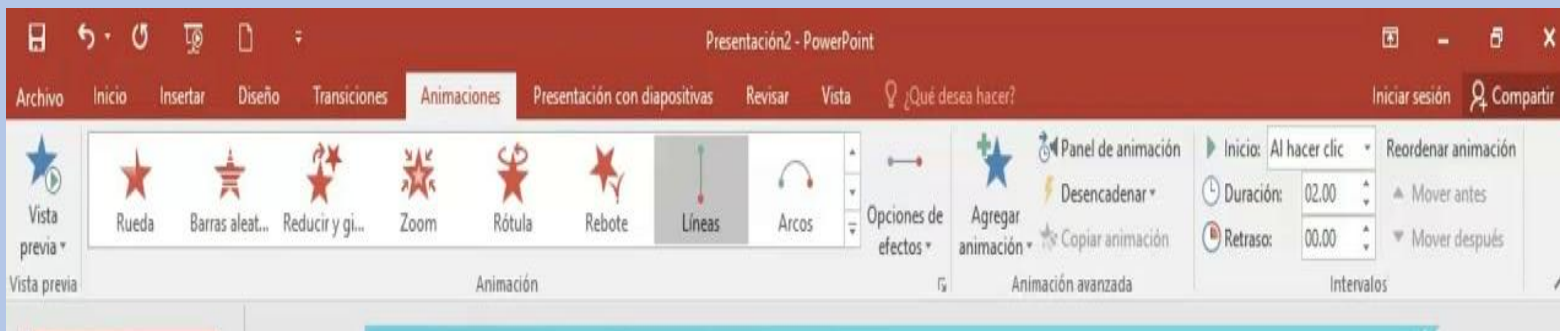 Presentación2 - PowerPoint
Archivo Inicio Insertar Diseño Transiciones Animaciones Presentación con diapositivas Revisar Vista ¿Qué desea hacer? Iniciar sesión Compartir
Vista previa
Rueda Barras aleat... Reducir y gi... Zoom Rótula Rebote Líneas Arcos
Opciones de efectos
Agregar animación
Panel de animación
Desencadenar
Copiar animación
Inicio: Al hacer clic
Duración: 02.00
Retraso: 00.00
Reordenar animación
Mover antes
Mover después
Vista previa Animación Animación avanzada Intervalos